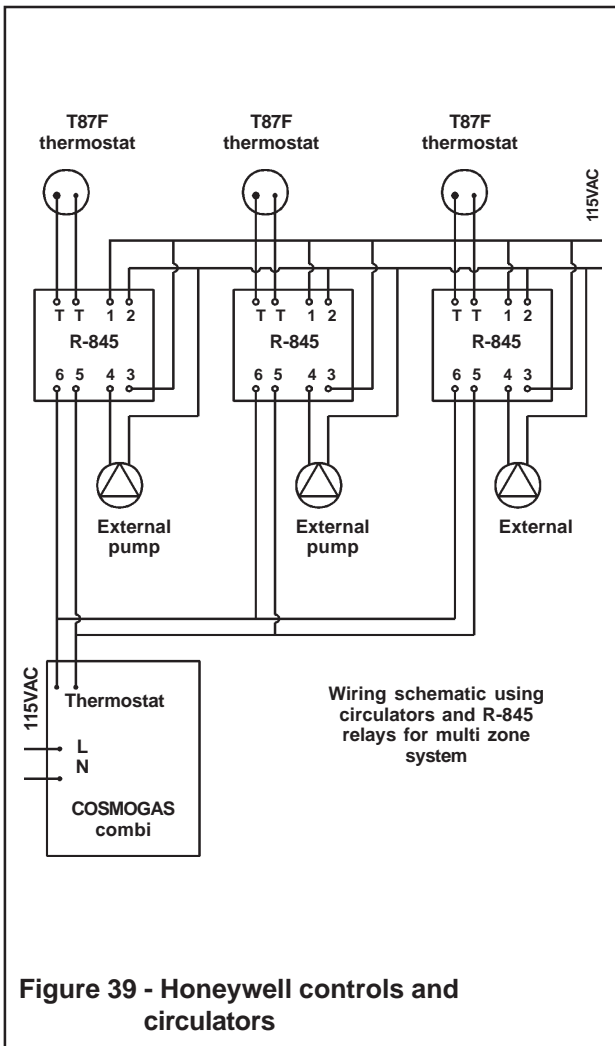 T87F
thermostat
T87F
thermostat
T87F
thermostat
115VAC
T T 1 2
R-845
6 5 4 3
T T 1 2
R-845
6 5 4 3
T T 1 2
R-845
6 5 4 3
External
pump
External
pump
External
115VAC
Thermostat
L
N
COSMOGAS
combi
Wiring schematic using
circulators and R-845
relays for multi zone
system
Figure 39 - Honeywell controls and
circulators